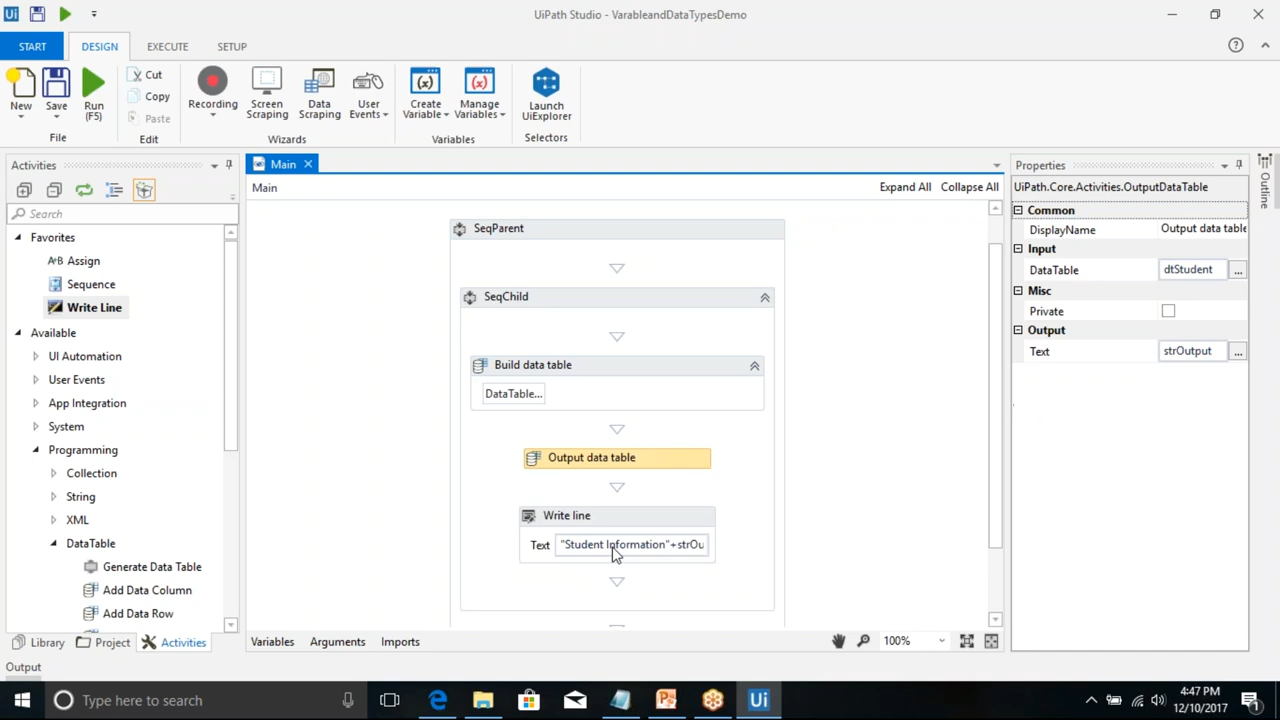 Ui
UiPath Studio - VarableandDataTypesDemo
START
DESIGN
EXECUTE
SETUP
New
Save
Run
(F5)
File
Cut
Copy
Paste
Edit
Recording
Screen
Scraping
Data
Scraping
User
Events
Wizards
Create
Variable
Manage
Variables
Variables
Launch
UiExplorer
Selectors
Activities
Search
Favorites
A+B Assign
Sequence
Write Line
Available
UI Automation
User Events
App Integration
System
Programming
Collection
String
XML
DataTable
Generate Data Table
Add Data Column
Add Data Row
Library
Project
Activities
Main
Main
Expand All
Collapse All
SeqParent
SeqChild
Build data table
DataTable...
Output data table
Write line
Text
"Student Information"+strOu
Variables
Arguments
Imports
100%
Properties
UiPath.Core.Activities.OutputDataTable
Common
DisplayName
Output data table
Input
DataTable
dtStudent
...
Misc
Private
Output
Text
strOutput
...
Outline
Output
Type here to search
Ui
4:47 PM
12/10/2017
1